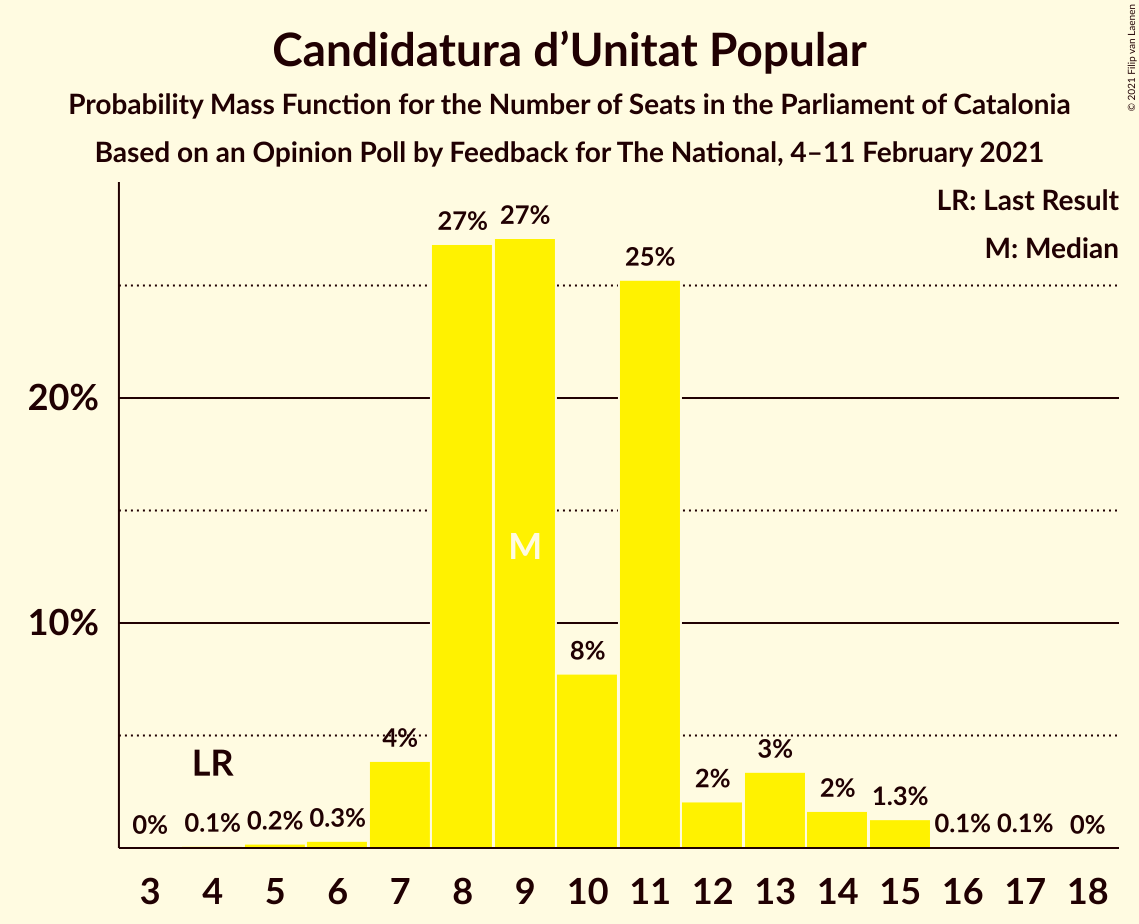 Candidatura d’Unitat Popular
Probability Mass Function for the Number of Seats in the Parliament of Catalonia
Based on an Opinion Poll by Feedback for The National, 4–11 February 2021
© 2021 Filip van Laenen
LR: Last Result
M: Median
27% 27% 25%
20%
M
10%
8%
4%
LR
3%
2% 2% 1.3%
0% 0.1% 0.2% 0.3% 0.1% 0.1% 0%
3 4 5 6 7 8 9 10 11 12 13 14 15 16 17 18